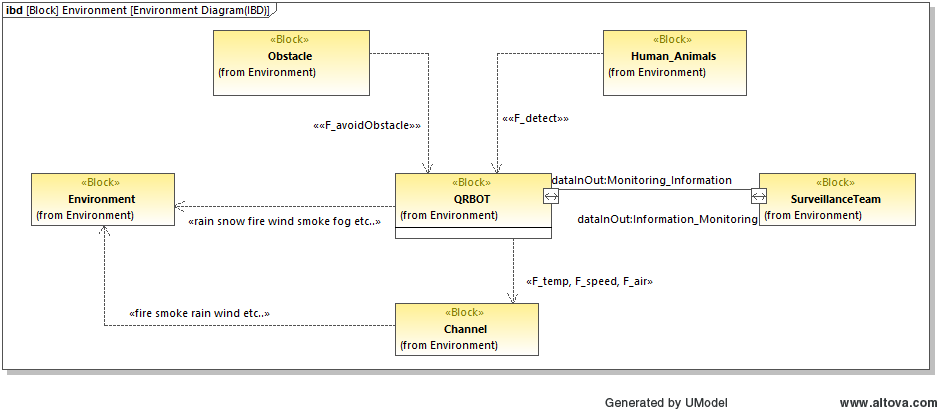 ibd [Block] Environment [Environment Diagram(IBD)]
«Block»
Obstacle
(from Environment)
«Block»
Human_Animals
(from Environment)
««F_avoidObstacle»»
««F_detect»»
«Block»
Environment
(from Environment)
«Block»
QRBOT
(from Environment)
dataInOut:Monitoring_Information
«Block»
SurveillanceTeam
(from Environment)
dataInOut:Information_Monitoring
«rain snow fire wind smoke fog etc..»
«F_temp, F_speed, F_air»
«fire smoke rain wind etc..»
«Block»
Channel
(from Environment)
Generated by UModel
www.altova.com